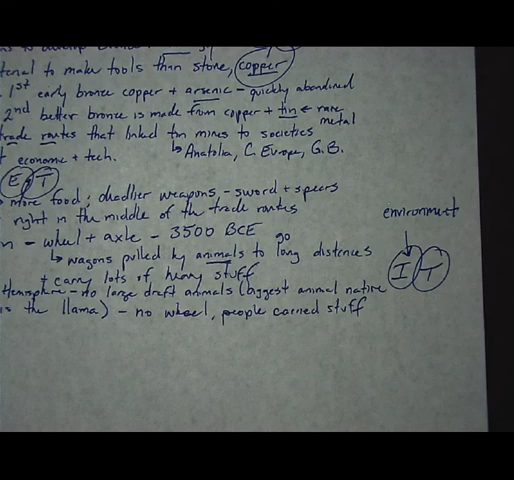 terial to make tools than stone, copper
1st early bronze copper + arsenic - quickly abandined
2nd better bronze is made from copper + tin ← rare metal
trade routes that linked tin mines to societies
↳ Anatolia, C. Europe, G.B.
economic + tech.
E T
more food; deadlier weapons - sword + spears
right in the middle of the trade routes
environment
n - wheel + axle - 3500 BCE
go
↳ wagons pulled by animals to long distences
I T
+ carry lots of heavy stuff
Hemisphere - no large draft animals (biggest animal native
is the llama) - no wheel, people carried stuff